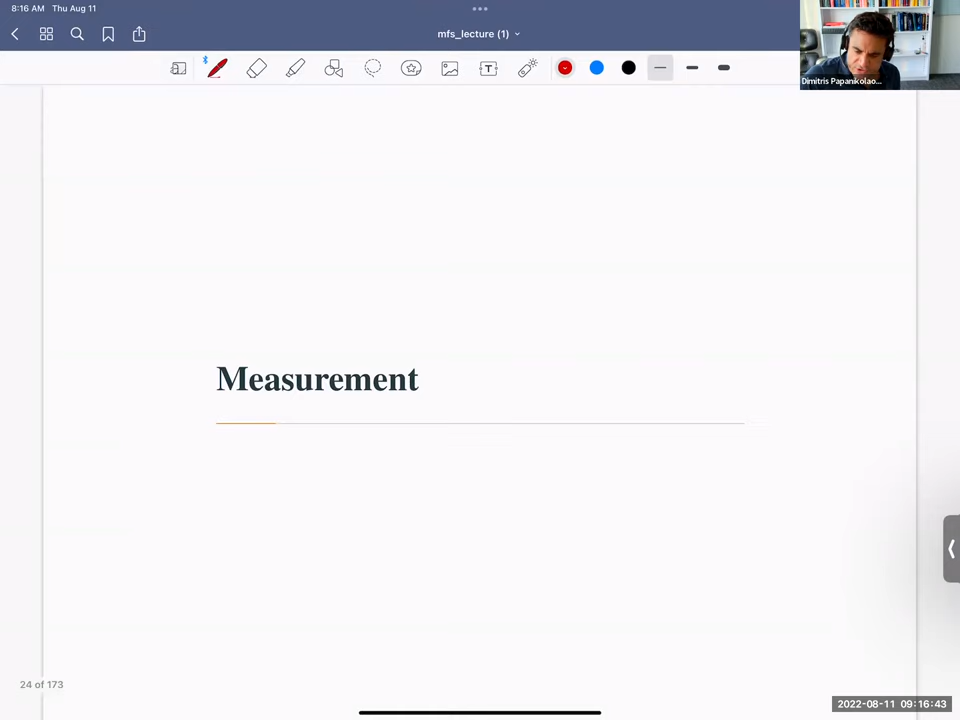 8:16 AM Thu Aug 11
mfs_lecture (1)
Dimitris Papanikolao...
Measurement
24 of 173
2022-08-11 09:16:43